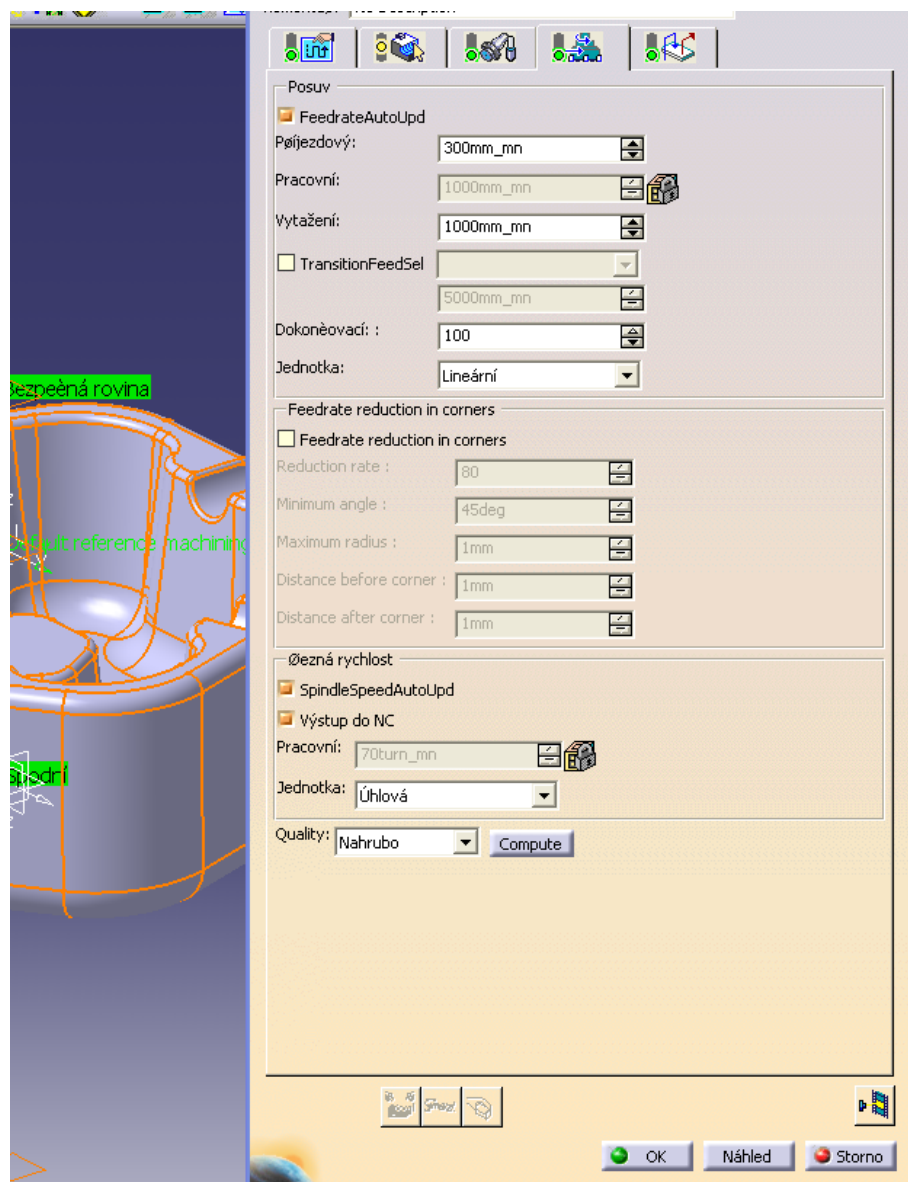 Posuv
FeedrateAutoUpd
Pøíjezdový: 300mm_mn
Pracovní: 1000mm_mn
Vytažení: 1000mm_mn
TransitionFeedSel
5000mm_mn
Dokonèovací: : 100
Jednotka: Lineární
Feedrate reduction in corners
Feedrate reduction in corners
Reduction rate : 80
Minimum angle : 45deg
Maximum radius : 1mm
Distance before corner : 1mm
Distance after corner : 1mm
Øezná rychlost
SpindleSpeedAutoUpd
Výstup do NC
Pracovní: 70turn_mn
Jednotka: Úhlová
Quality: Nahrubo Compute
OK Náhled Storno
Bezpeèná rovina
Default reference machining
Spodní